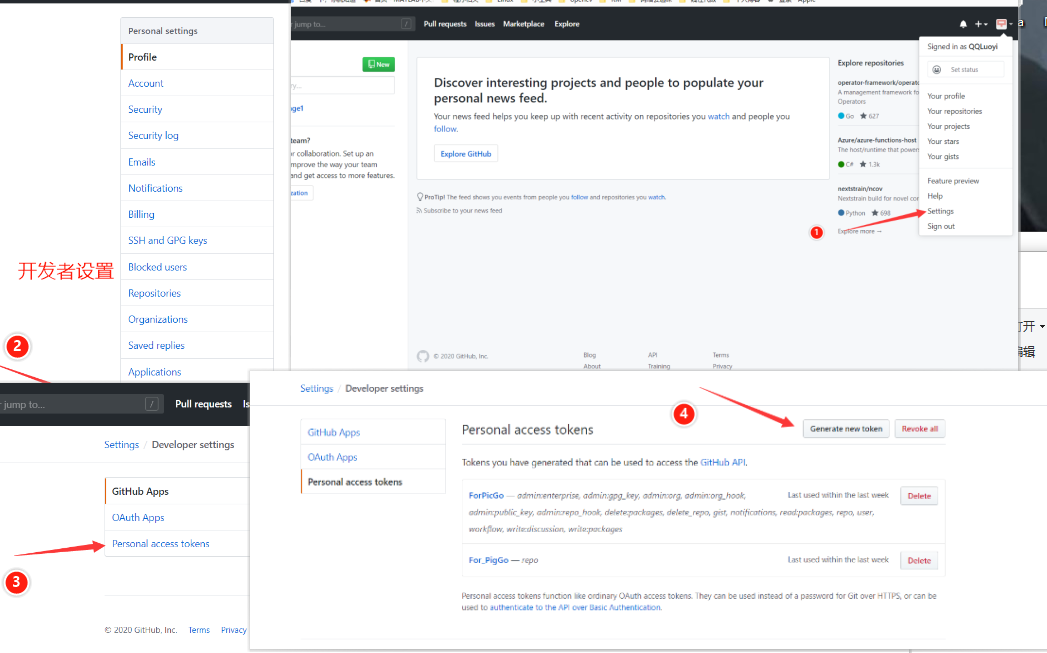 Personal settings
Profile
Account
Security
Security log
Emails
Notifications
Billing
SSH and GPG keys
Blocked users
Repositories
Organizations
Saved replies
Applications
开发者设置
2
jump to...
/
Pull requests
Issues
Marketplace
Explore
New
Discover interesting projects and people to populate your
personal news feed.
Your news feed helps you keep up with recent activity on repositories you watch and people you
follow.
Explore GitHub
ProTip! The feed shows you events from people you follow and repositories you watch.
Subscribe to your news feed
team?
r collaboration. Set up an
mprove the way your team
and get access to more features.
zation
Explore repositories
operator-framework/operato
A management framework fo
Operators
Go
627
Azure/azure-functions-host
The host/runtime that power
C#
1.3k
nextstrain/ncov
Nextstrain build for novel cor
Python
698
Explore more →
1
Signed in as QQLuoyi
Set status
Your profile
Your repositories
Your projects
Your stars
Your gists
Feature preview
Help
Settings
Sign out
© 2020 GitHub, Inc.
Blog
API
Terms
About
Training
Privacy
打开
编辑
jump to...
/
Pull requests
Is
Settings / Developer settings
GitHub Apps
OAuth Apps
Personal access tokens
3
© 2020 GitHub, Inc.
Terms
Privacy
Settings / Developer settings
GitHub Apps
OAuth Apps
Personal access tokens
4
Personal access tokens
Generate new token
Revoke all
Tokens you have generated that can be used to access the GitHub API.
ForPicGo — admin:enterprise, admin:gpg_key, admin:org, admin:org_hook,
admin:public_key, admin:repo_hook, delete:packages, delete_repo, gist, notifications, read:packages, repo, user,
workflow, write:discussion, write:packages
Last used within the last week
Delete
For_PigGo — repo
Last used within the last week
Delete
Personal access tokens function like ordinary OAuth access tokens. They can be used instead of a password for Git over HTTPS, or can be
used to authenticate to the API over Basic Authentication.